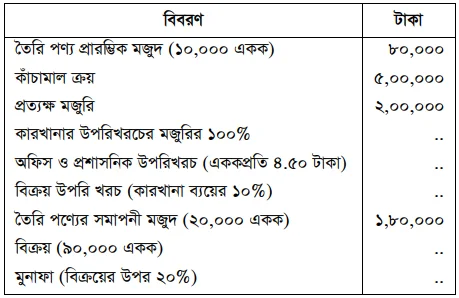 বিবরণ টাকা
তৈরি পণ্য প্রারম্ভিক মজুদ (১০,০০০ একক) ৮০,০০০
কাঁচামাল ক্রয় ৫,০০,০০০
প্রত্যক্ষ মজুরি ২,০০,০০০
কারখানার উপরিখরচের মজুরির ১০০% ..
অফিস ও প্রশাসনিক উপরিখরচ (এককপ্রতি ৪.৫০ টাকা) ..
বিক্রয় উপরি খরচ (কারখানা ব্যয়ের ১০%) ..
তৈরি পণ্যের সমাপনী মজুদ (২০,০০০ একক) ১,৮০,০০০
বিক্রয় (৯০,০০০ একক) ..
মুনাফা (বিক্রয়ের উপর ২০%) ..